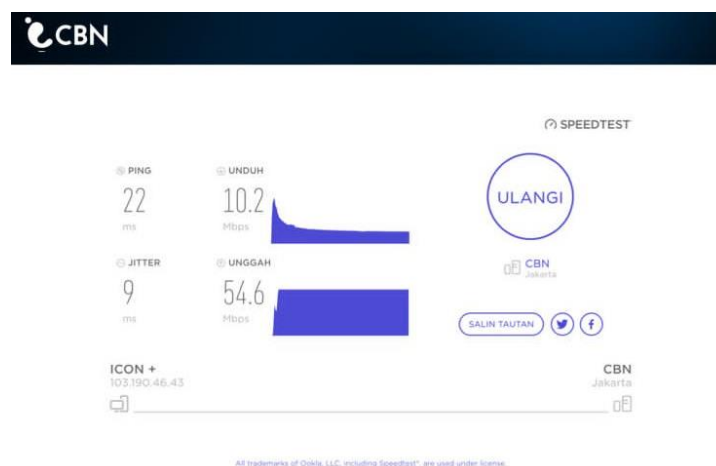 CBN
SPEEDTEST
PING
22
ms
UNDUH
10.2
Mbps
ULANGI
JITTER
9
ms
UNGGAH
54.6
Mbps
CBN
Jakarta
SALIN TAUTAN
ICON +
103.190.46.43
CBN
Jakarta
All trademarks of Ookla, LLC, including Speedtest®, are used under license.